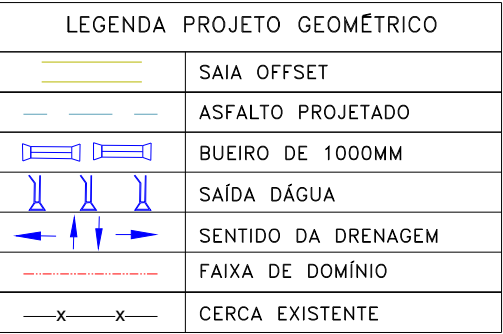 LEGENDA PROJETO GEOMÉTRICO
SAIA OFFSET
ASFALTO PROJETADO
BUEIRO DE 1000MM
SAÍDA DÁGUA
SENTIDO DA DRENAGEM
FAIXA DE DOMÍNIO
x x CERCA EXISTENTE